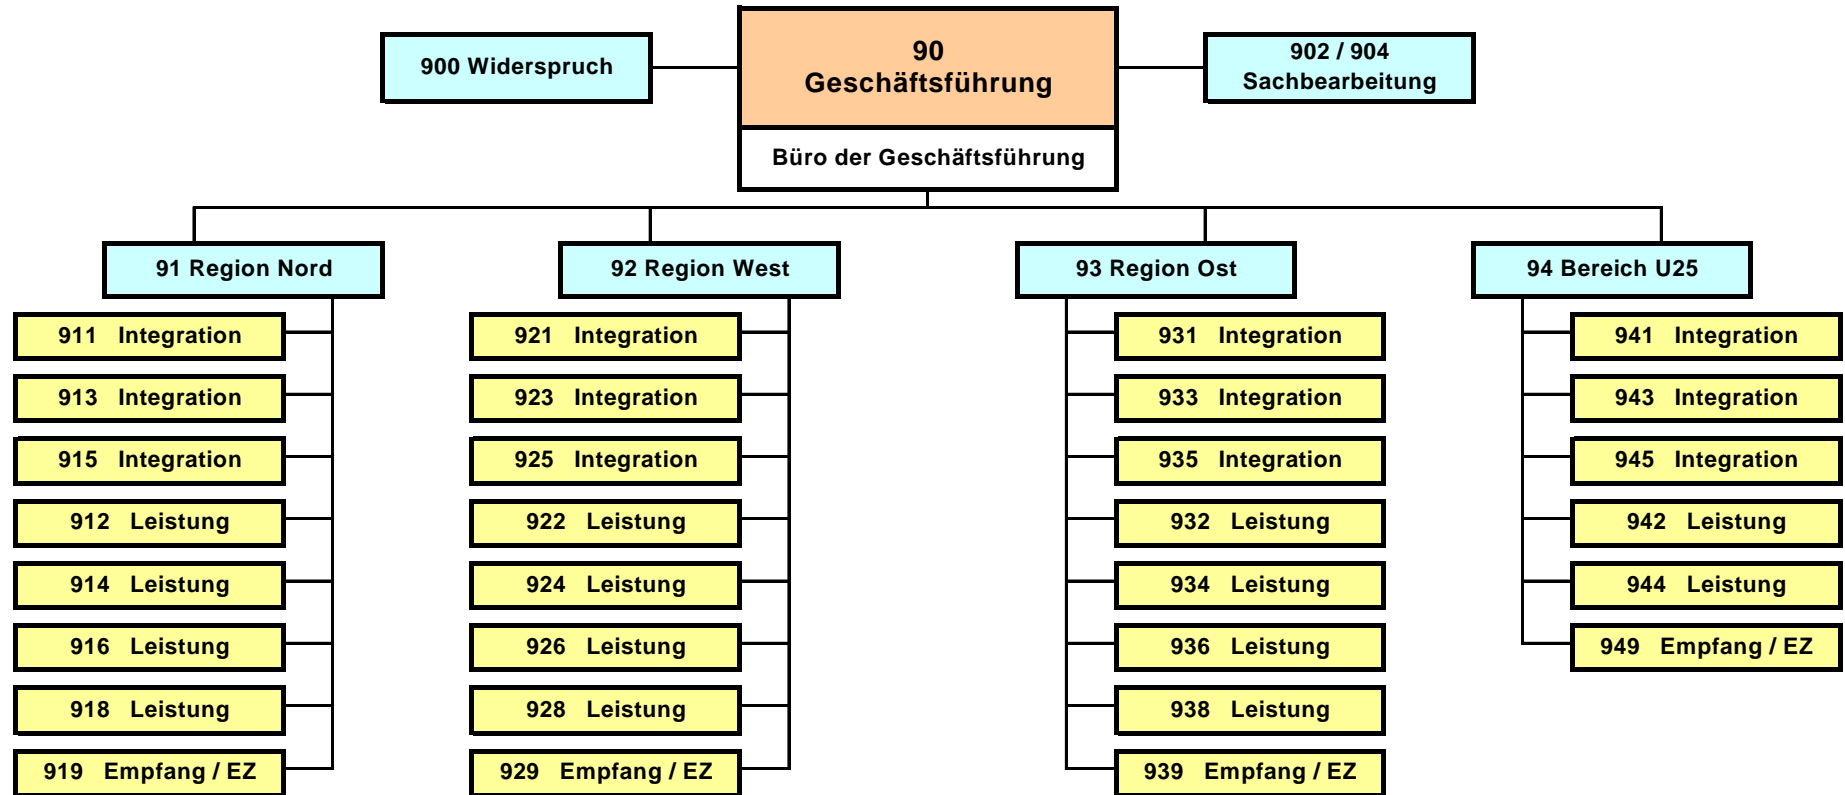 90
Geschäftsführung
900 Widerspruch
902 / 904
Sachbearbeitung
Büro der Geschäftsführung
91 Region Nord
911 Integration
913 Integration
915 Integration
912 Leistung
914 Leistung
916 Leistung
918 Leistung
919 Empfang / EZ
92 Region West
921 Integration
923 Integration
925 Integration
922 Leistung
924 Leistung
926 Leistung
928 Leistung
929 Empfang / EZ
93 Region Ost
931 Integration
933 Integration
935 Integration
932 Leistung
934 Leistung
936 Leistung
938 Leistung
939 Empfang / EZ
94 Bereich U25
941 Integration
943 Integration
945 Integration
942 Leistung
944 Leistung
949 Empfang / EZ